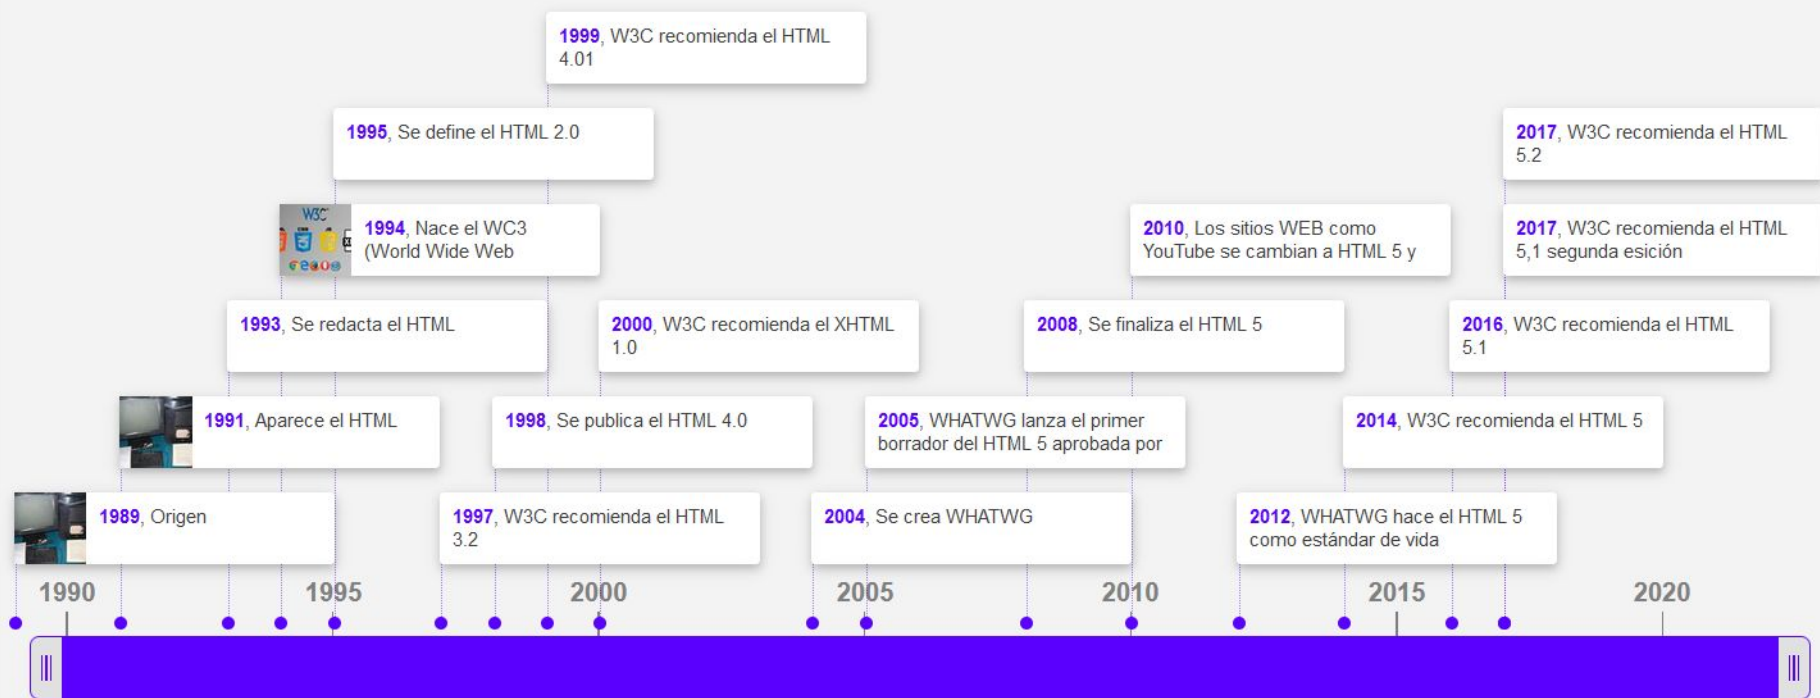 1999, W3C recomienda el HTML
4.01
1995, Se define el HTML 2.0
2017, W3C recomienda el HTML
5.2
W3C
1994, Nace el WC3
(World Wide Web
2010, Los sitios WEB como
YouTube se cambian a HTML 5 y
2017, W3C recomienda el HTML
5,1 segunda esición
1993, Se redacta el HTML
2000, W3C recomienda el XHTML
1.0
2008, Se finaliza el HTML 5
2016, W3C recomienda el HTML
5.1
1991, Aparece el HTML
1998, Se publica el HTML 4.0
2005, WHATWG lanza el primer
borrador del HTML 5 aprobada por
2014, W3C recomienda el HTML 5
1989, Origen
1997, W3C recomienda el HTML
3.2
2004, Se crea WHATWG
2012, WHATWG hace el HTML 5
como estándar de vida
1990 1995 2000 2005 2010 2015 2020